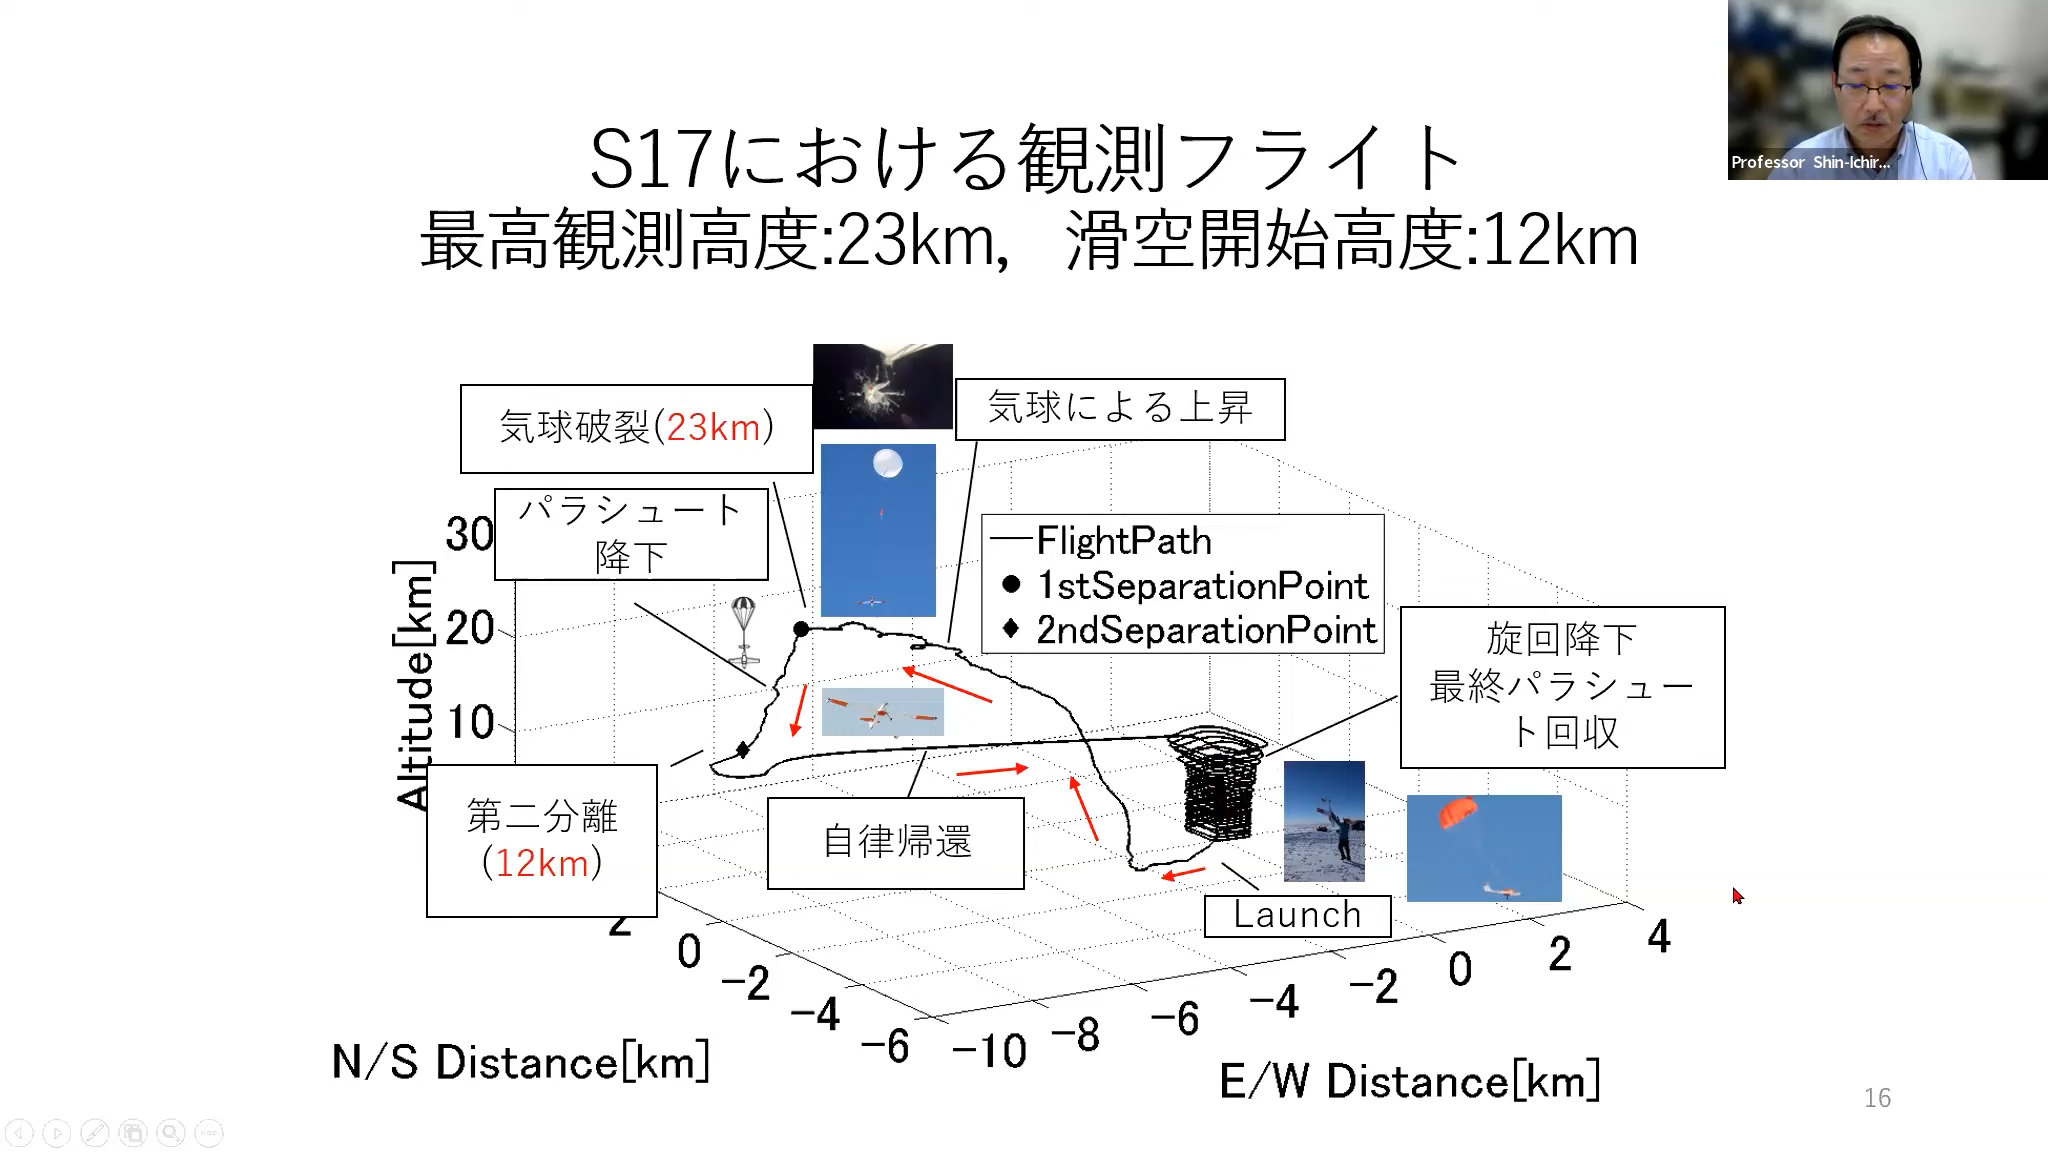 Professor Shin-Ichir...
S17における観測フライト
最高観測高度:23km, 滑空開始高度:12km
気球破裂(23km)
気球による上昇
パラシュート
降下
FlightPath
1stSeparationPoint
2ndSeparationPoint
旋回降下
最終パラシュー
ト回収
第二分離
(12km)
自律帰還
Launch
Altitude[km]
30
20
10
2
0
-2
-4
-6
N/S Distance[km]
-10
-8
-6
-4
-2
0
2
4
E/W Distance[km]
16